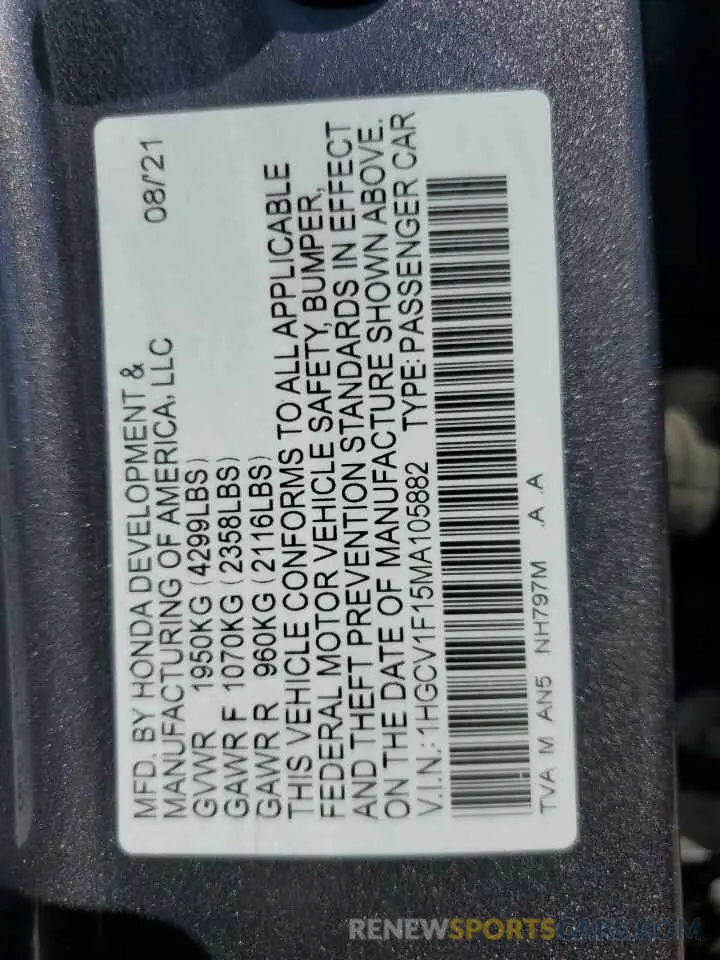 MFD. BY HONDA DEVELOPMENT & 08/'21
MANUFACTURING OF AMERICA, LLC
GVWR 1950KG (4299LBS)
GAWR F 1070KG (2358LBS)
GAWR R 960KG (2116LBS)
THIS VEHICLE CONFORMS TO ALL APPLICABLE
FEDERAL MOTOR VEHICLE SAFETY, BUMPER,
AND THEFT PREVENTION STANDARDS IN EFFECT
ON THE DATE OF MANUFACTURE SHOWN ABOVE.
V.I.N.: 1HGCV1F15MA105882 TYPE: PASSENGER CAR
TVA M AN5 NH797M .A .A
RENEWSPORTSCARS.COM